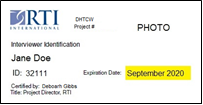 RTI
INTERNATIONAL
DHTCW
Project #
PHOTO
Interviewer Identification
Jane Doe
ID: 32111
Expiration Date: September 2020
Certified by: Deboarh Gibbs
Title: Project Director, RTI